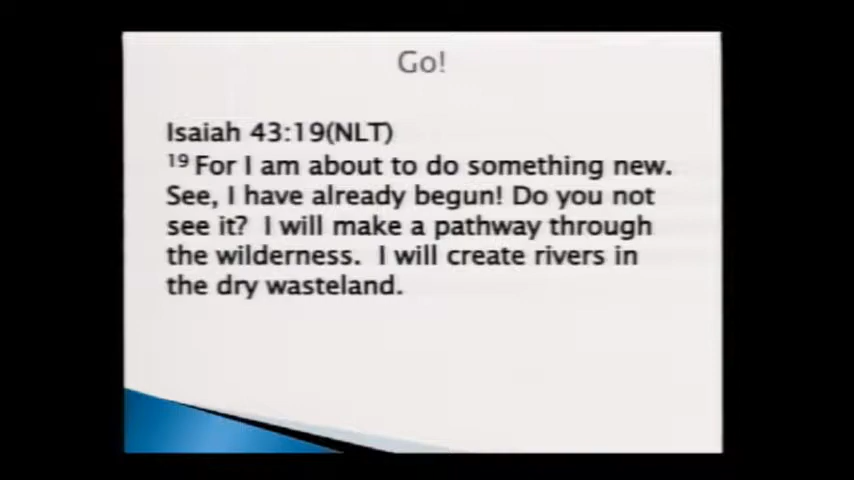 Go!
Isaiah 43:19(NLT)
19 For I am about to do something new.
See, I have already begun! Do you not
see it?  I will make a pathway through
the wilderness.  I will create rivers in
the dry wasteland.